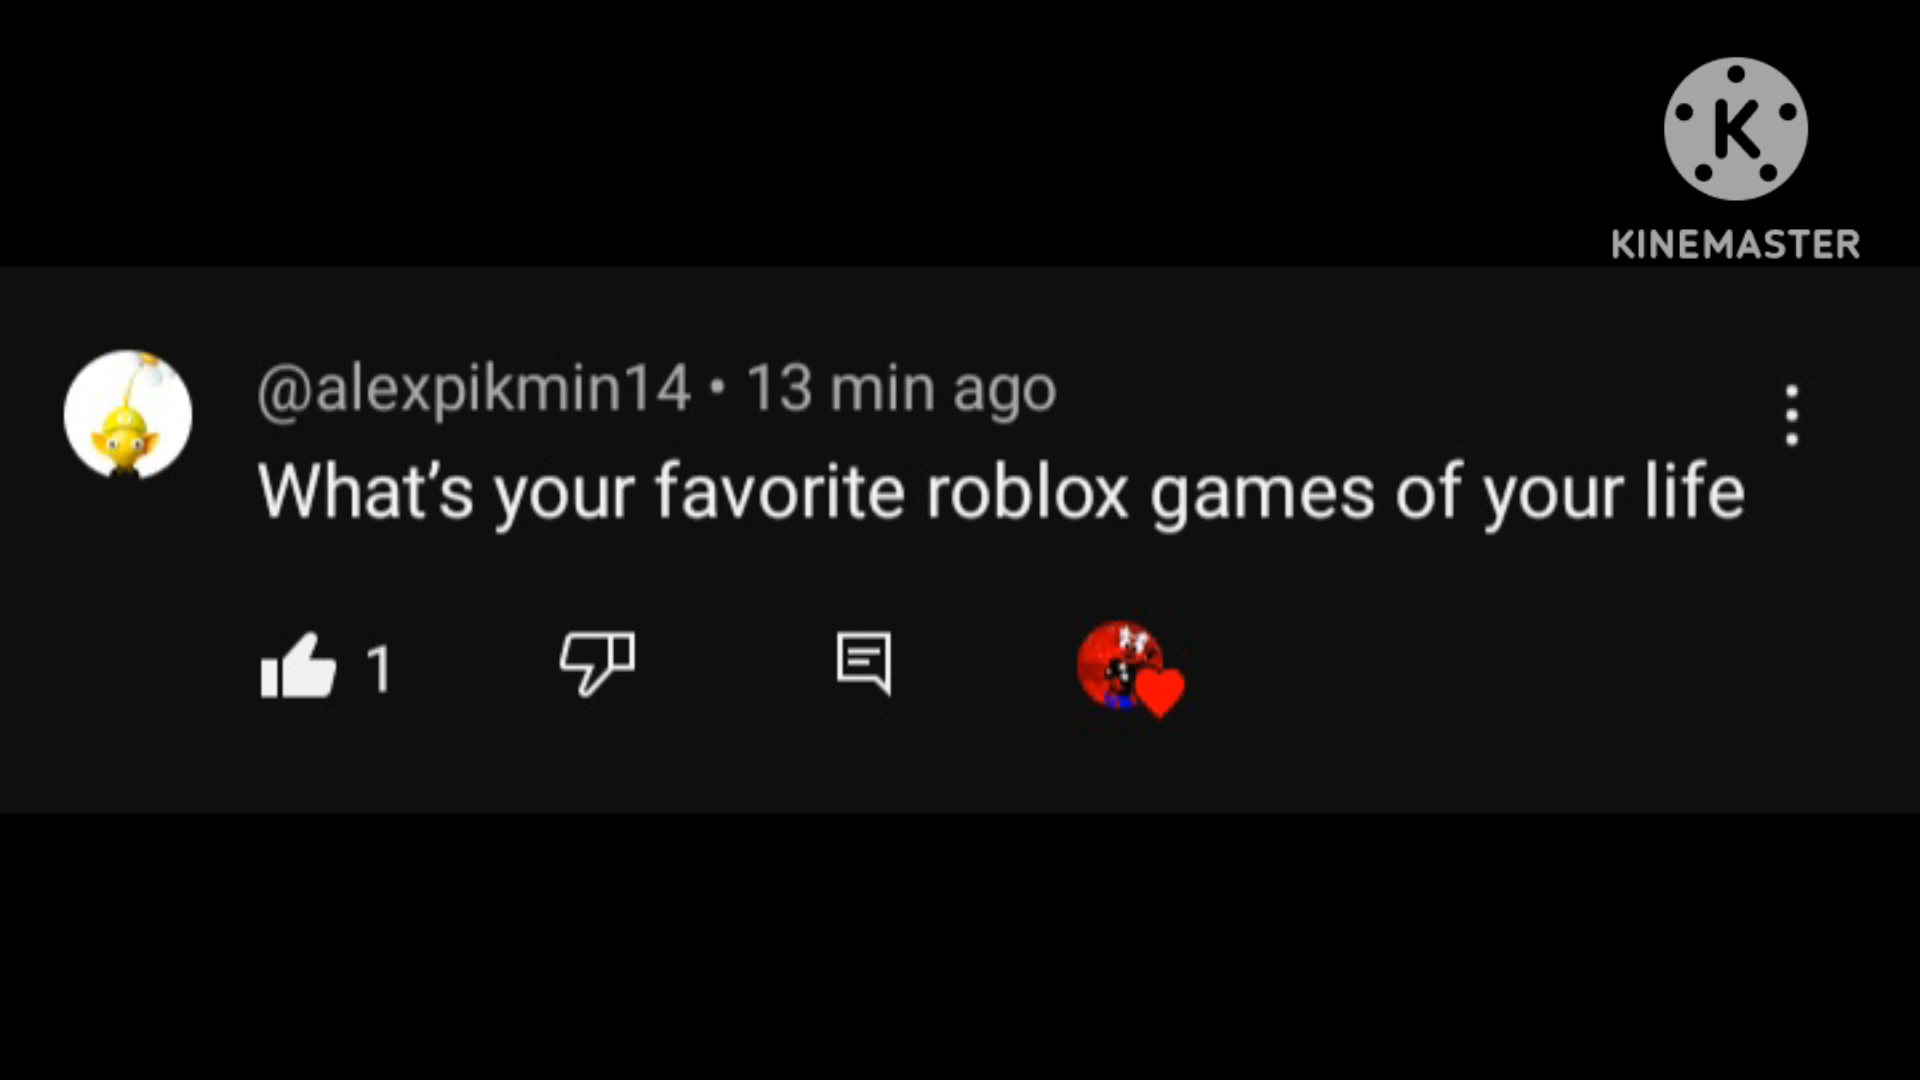 K
KINEMASTER
@alexpikmin14 • 13 min ago
What's your favorite roblox games of your life
1